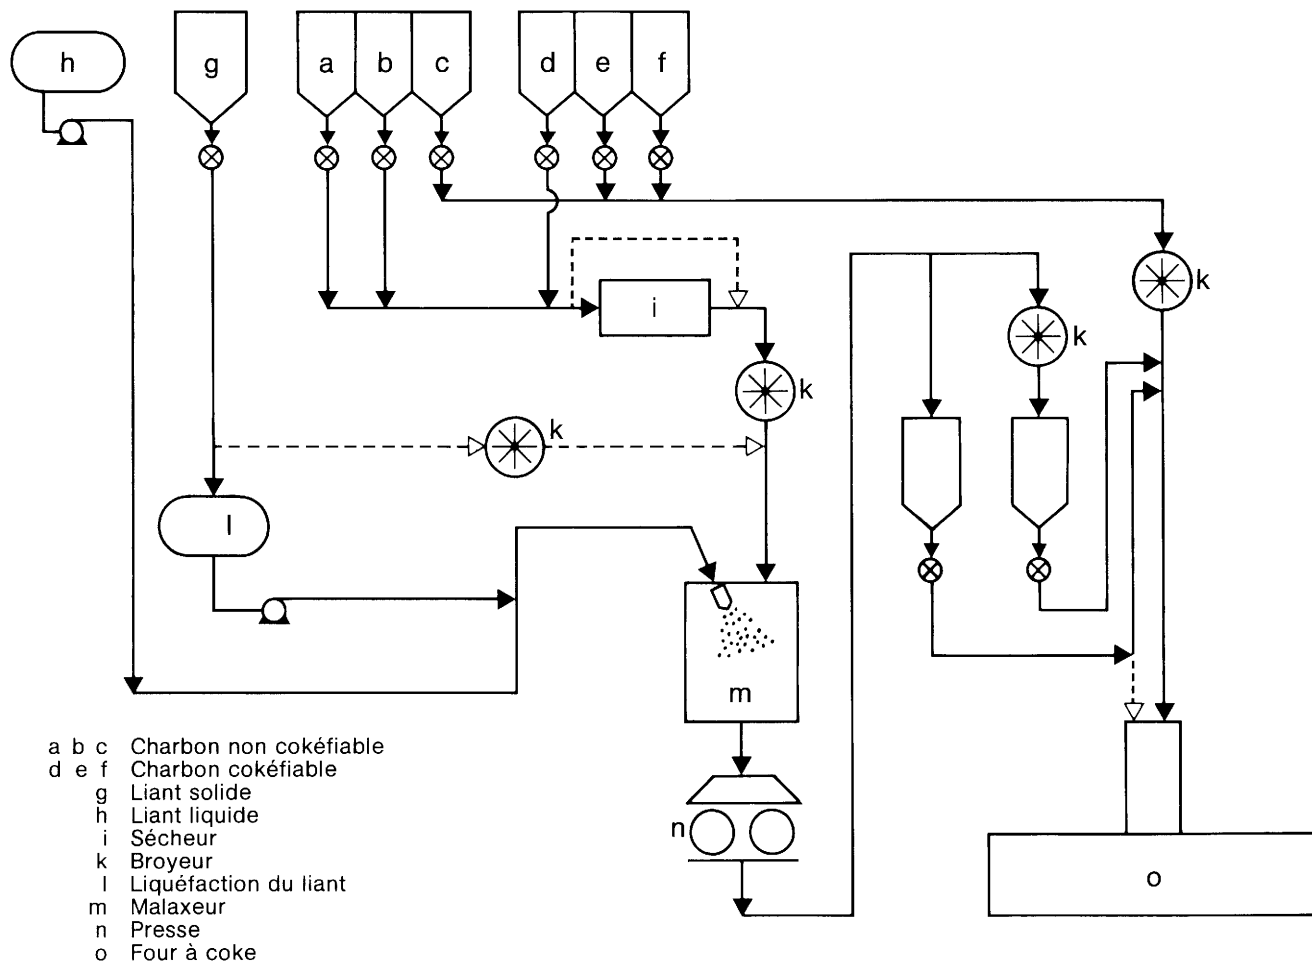 h
g
a
b
c
d
e
f
k
i
k
k
k
l
m
n
o
a b c Charbon non cokéfiable
d e f Charbon cokéfiable
g Liant solide
h Liant liquide
i Sécheur
k Broyeur
l Liquéfaction du liant
m Malaxeur
n Presse
o Four à coke